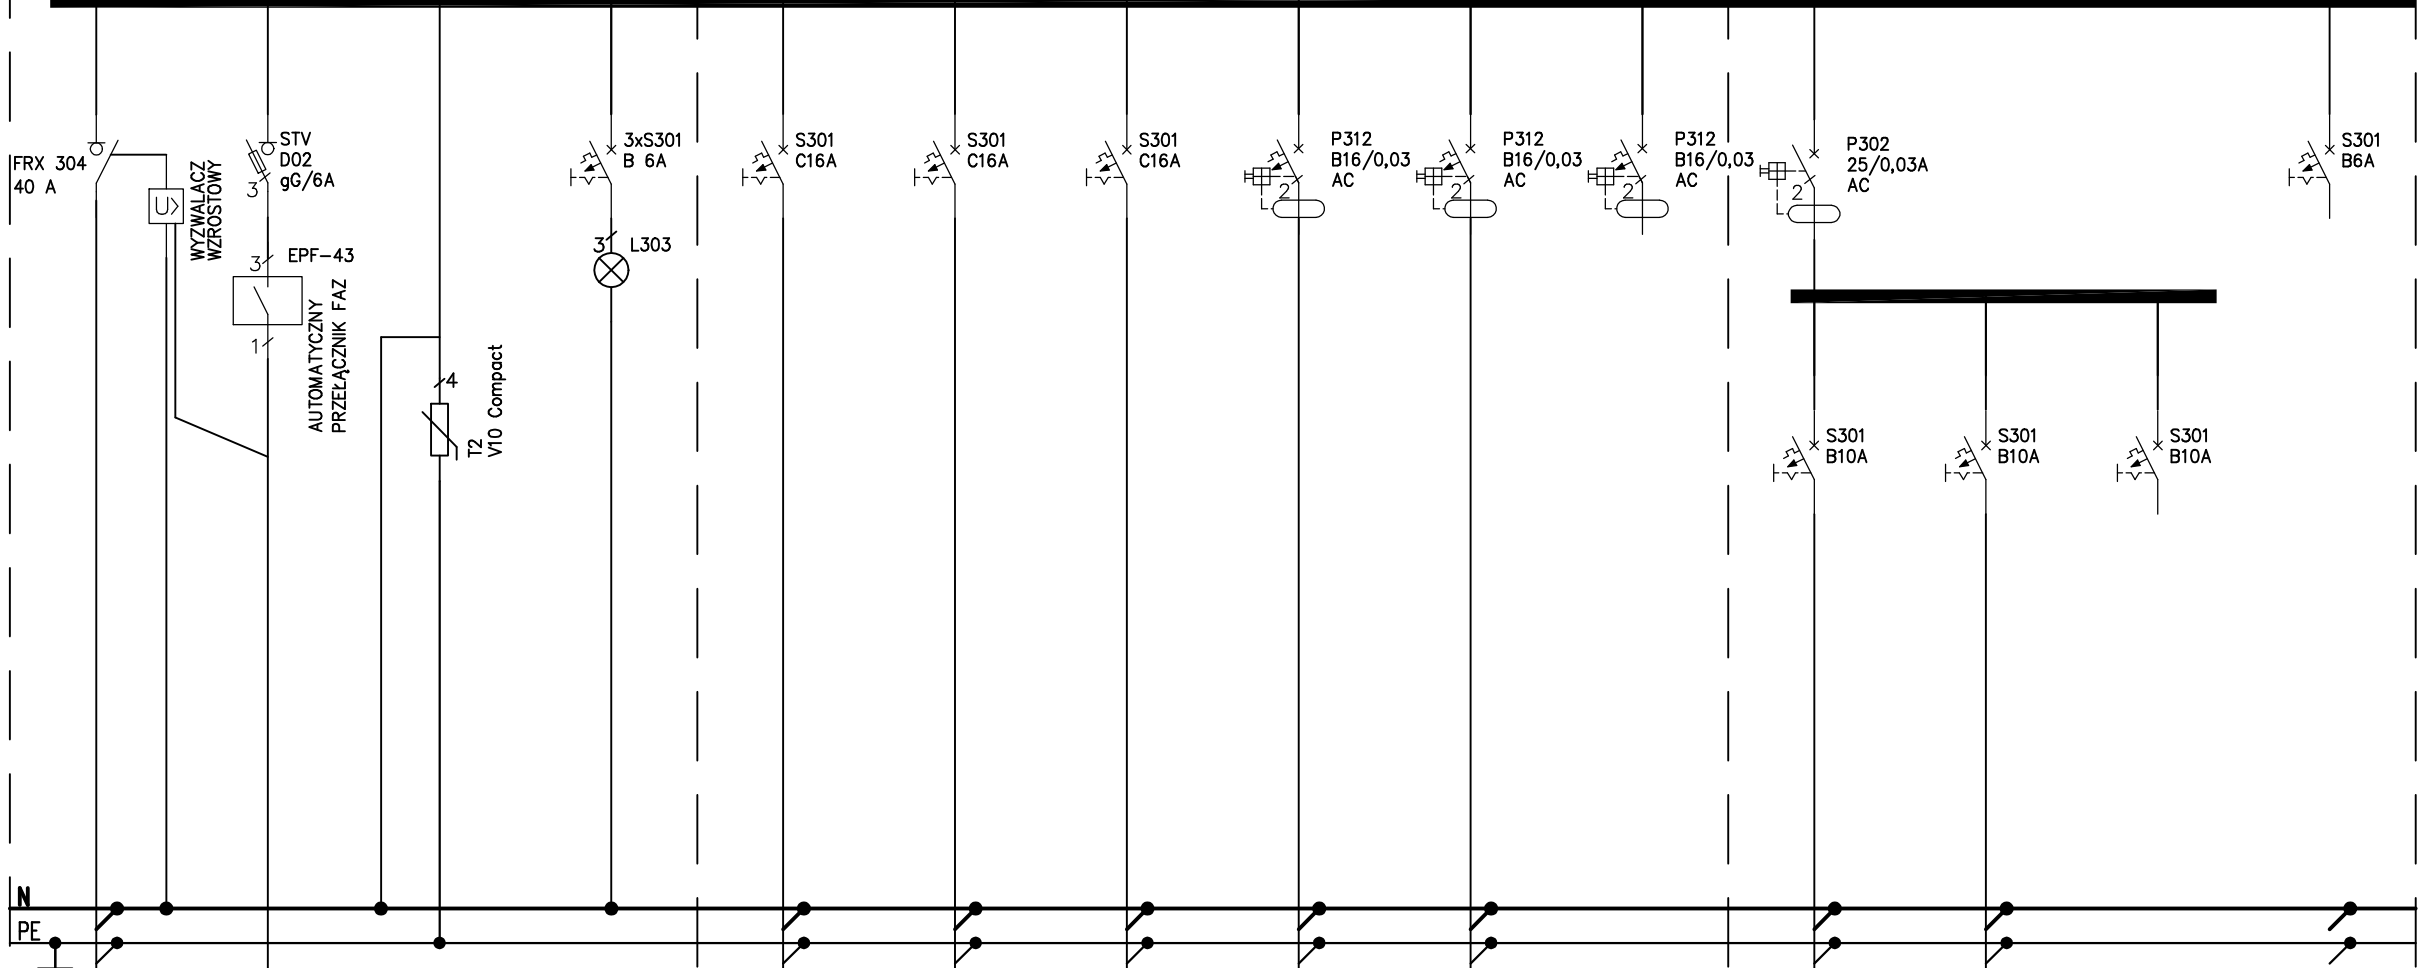 FRX 304
40 A
U>
WYZWALACZ
WZROSTOWY
STV
D02
gG/6A
3
3
EPF-43
AUTOMATYCZNY
PRZEŁĄCZNIK FAZ
1
4
T2
V10 Compact
3xS301
B 6A
3
L303
S301
C16A
S301
C16A
S301
C16A
P312
B16/0,03
AC
2
P312
B16/0,03
AC
2
P312
B16/0,03
AC
2
P302
25/0,03A
AC
2
S301
B10A
S301
B10A
S301
B10A
S301
B6A
N
PE